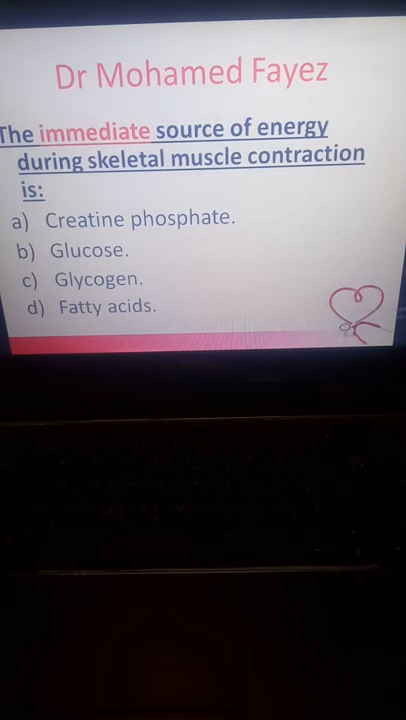 Dr Mohamed Fayez
The immediate source of energy
during skeletal muscle contraction
is:
a) Creatine phosphate.
b) Glucose.
c) Glycogen.
d) Fatty acids.